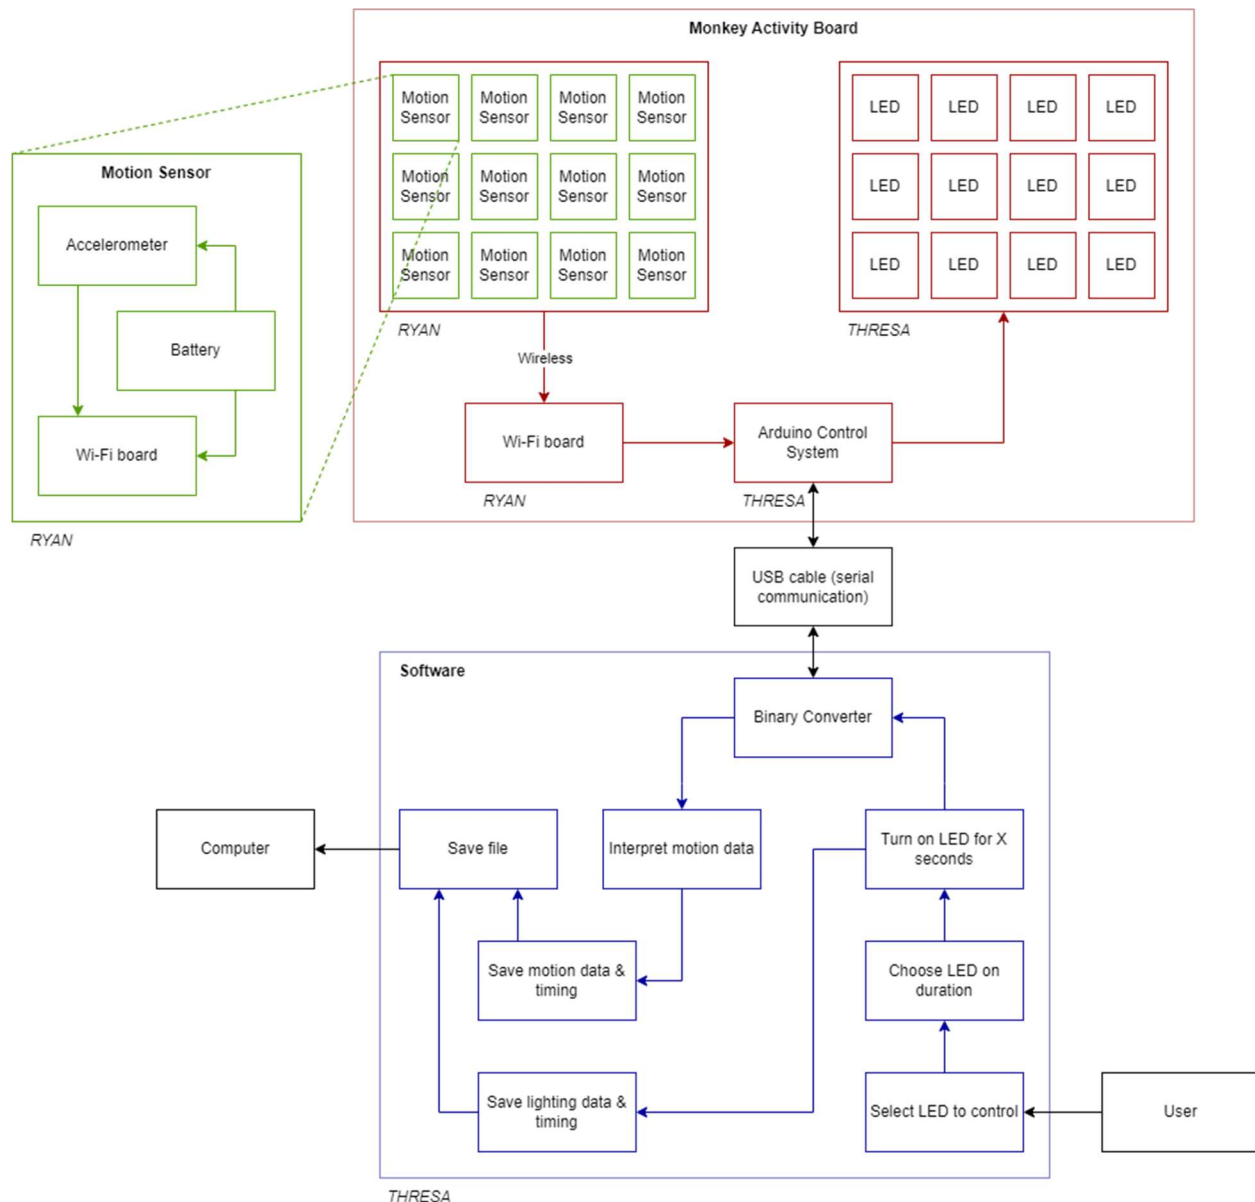 Monkey Activity Board
Motion
Sensor
Motion
Sensor
Motion
Sensor
Motion
Sensor
LED
LED
LED
LED
Motion
Sensor
Motion
Sensor
Motion
Sensor
Motion
Sensor
LED
LED
LED
LED
Motion
Sensor
Motion
Sensor
Motion
Sensor
Motion
Sensor
LED
LED
LED
LED
RYAN
THRESA
Motion Sensor
Accelerometer
Battery
Wi-Fi board
RYAN
Wireless
Wi-Fi board
RYAN
Arduino Control
System
THRESA
USB cable (serial
communication)
Software
Binary Converter
Computer
Save file
Interpret motion data
Turn on LED for X
seconds
Save motion data &
timing
Choose LED on
duration
Save lighting data &
timing
Select LED to control
User
THRESA